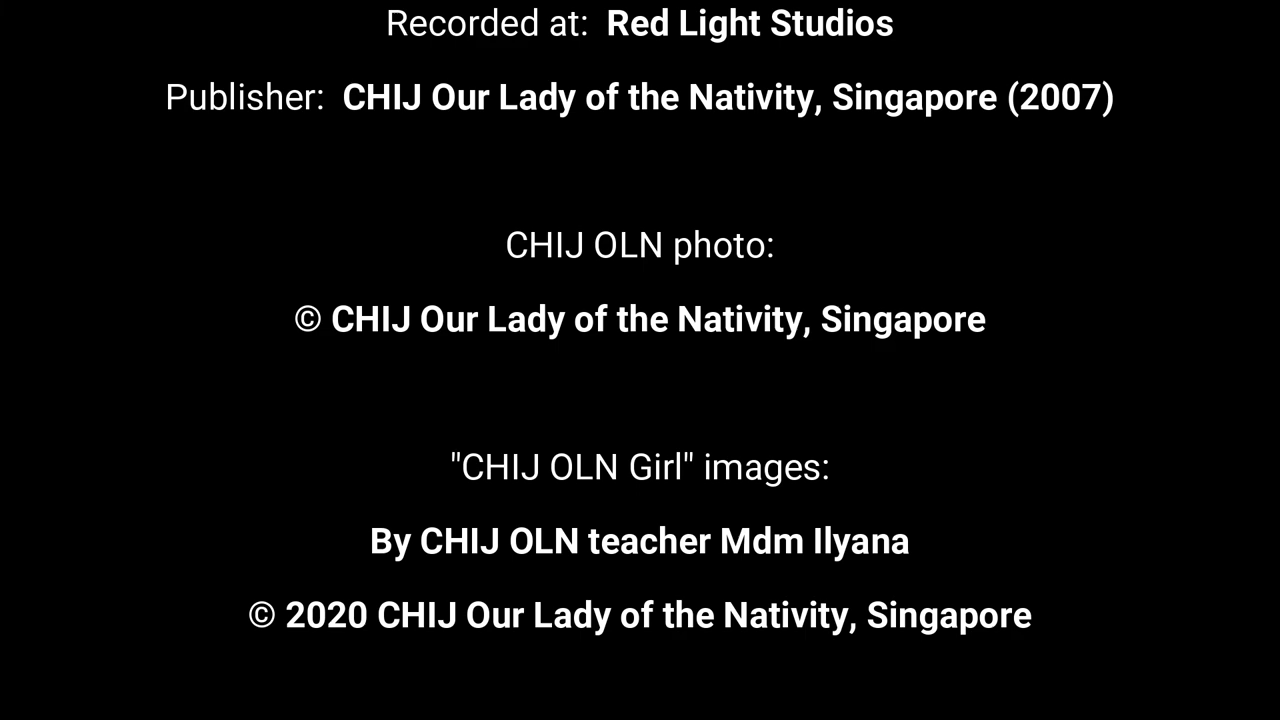 Recorded at: Red Light Studios
Publisher: CHIJ Our Lady of the Nativity, Singapore (2007)
CHIJ OLN photo:
© CHIJ Our Lady of the Nativity, Singapore
"CHIJ OLN Girl" images:
By CHIJ OLN teacher Mdm Ilyana
© 2020 CHIJ Our Lady of the Nativity, Singapore